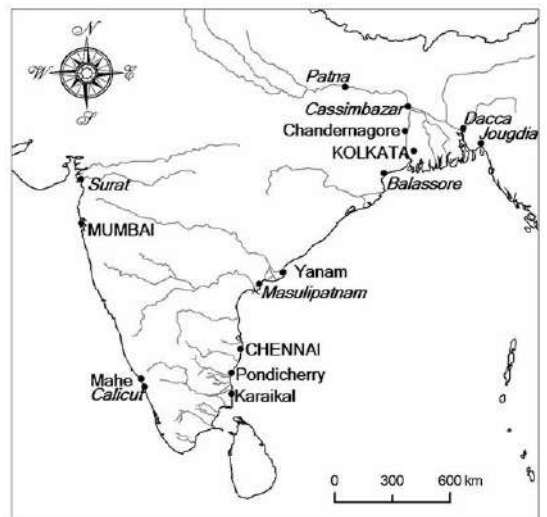 N
W
E
S
Patna
Cassimbazar
Chandernagore
KOLKATA
Dacca
Jougdia
Balassore
Surat
MUMBAI
Yanam
Masulipatnam
CHENNAI
Pondicherry
Karaikal
Mahe
Calicut
0 300 600 km